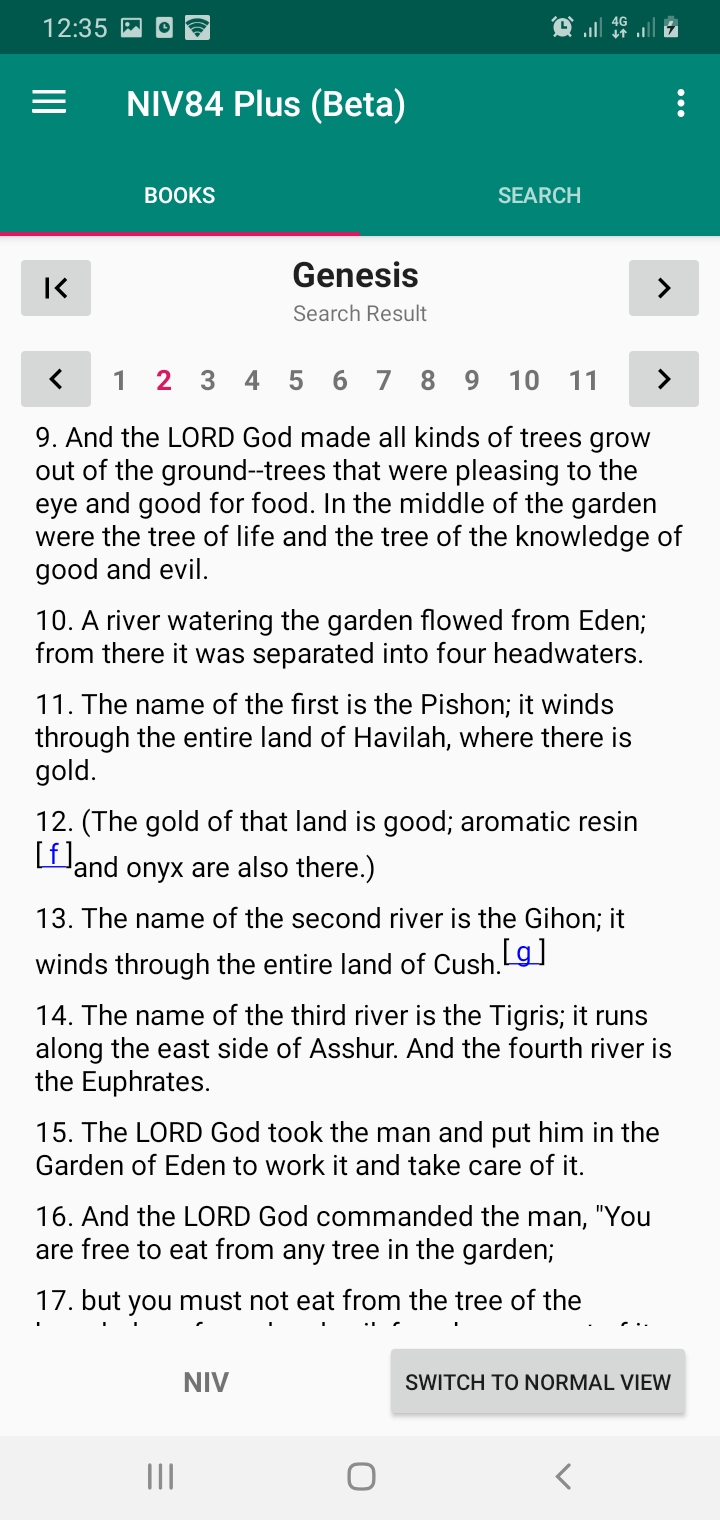 12:35 4G
NIV84 Plus (Beta)
BOOKS SEARCH
Genesis
Search Result
1 2 3 4 5 6 7 8 9 10 11
9. And the LORD God made all kinds of trees grow
out of the ground--trees that were pleasing to the
eye and good for food. In the middle of the garden
were the tree of life and the tree of the knowledge of
good and evil.
10. A river watering the garden flowed from Eden;
from there it was separated into four headwaters.
11. The name of the first is the Pishon; it winds
through the entire land of Havilah, where there is
gold.
12. (The gold of that land is good; aromatic resin
[ f ]and onyx are also there.)
13. The name of the second river is the Gihon; it
winds through the entire land of Cush.[ g ]
14. The name of the third river is the Tigris; it runs
along the east side of Asshur. And the fourth river is
the Euphrates.
15. The LORD God took the man and put him in the
Garden of Eden to work it and take care of it.
16. And the LORD God commanded the man, "You
are free to eat from any tree in the garden;
17. but you must not eat from the tree of the
NIV SWITCH TO NORMAL VIEW